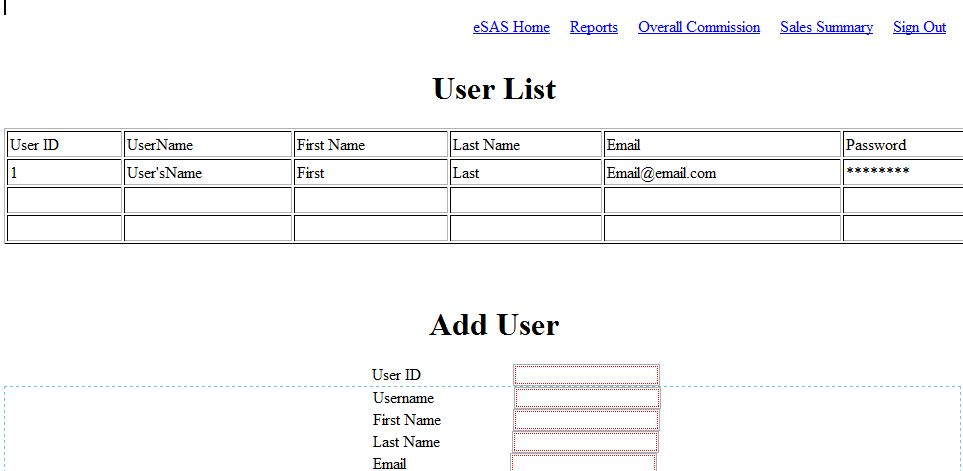 eSAS Home Reports Overall Commission Sales Summary Sign Out
User List
User ID UserName First Name Last Name Email Password
1 User'sName First Last Email@email.com ********
Add User
User ID
Username
First Name
Last Name
Email